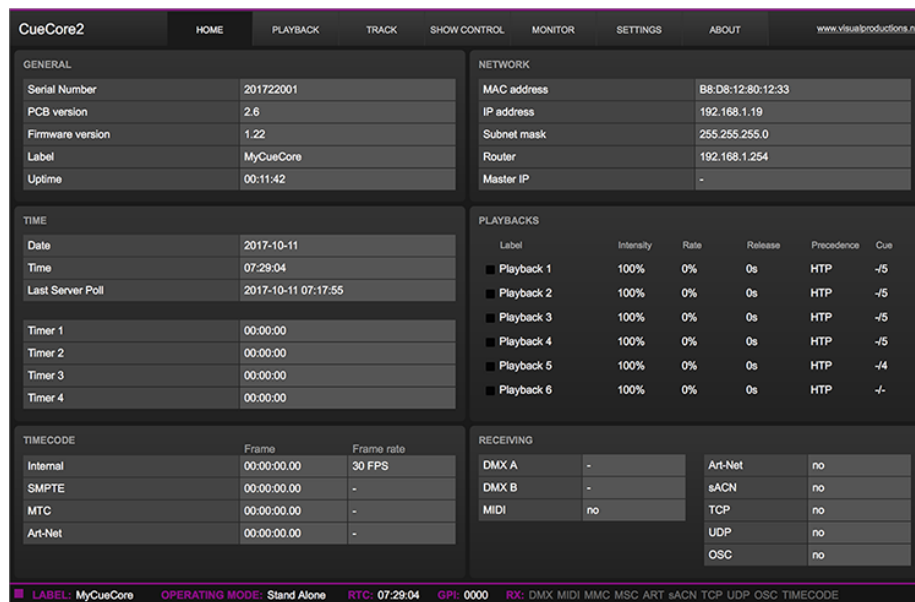 CueCore2 HOME PLAYBACK TRACK SHOW CONTROL MONITOR SETTINGS ABOUT
GENERAL
Serial Number 201722001
PCB version 2.6
Firmware version 1.22
Label MyCueCore
Uptime 00:11:42
NETWORK
MAC address B8:D8:12:80:12:33
IP address 192.168.1.19
Subnet mask 255.255.255.0
Router 192.168.1.254
Master IP -
TIME
Date 2017-10-11
Time 07:29:04
Last Server Poll 2017-10-11 07:17:55
Timer 1 00:00:00
Timer 2 00:00:00
Timer 3 00:00:00
Timer 4 00:00:00
PLAYBACKS
Label Intensity Rate Release Precedence Cue
Playback 1 100% 0% 0s HTP -/5
Playback 2 100% 0% 0s HTP -/5
Playback 3 100% 0% 0s HTP -/5
Playback 4 100% 0% 0s HTP -/5
Playback 5 100% 0% 0s HTP -/4
Playback 6 100% 0% 0s HTP -/-
TIMECODE
Frame Frame rate
Internal 00:00:00.00 30 FPS
SMPTE 00:00:00.00 -
MTC 00:00:00.00 -
Art-Net 00:00:00.00 -
RECEIVING
DMX A -
DMX B -
MIDI no
Art-Net no
sACN no
TCP no
UDP no
OSC no
LABEL: MyCueCore OPERATING MODE: Stand Alone RTC: 07:29:04 GPI: 0000 RX: DMX MIDI MMC MSC ART sACN TCP UDP OSC TIMECODE